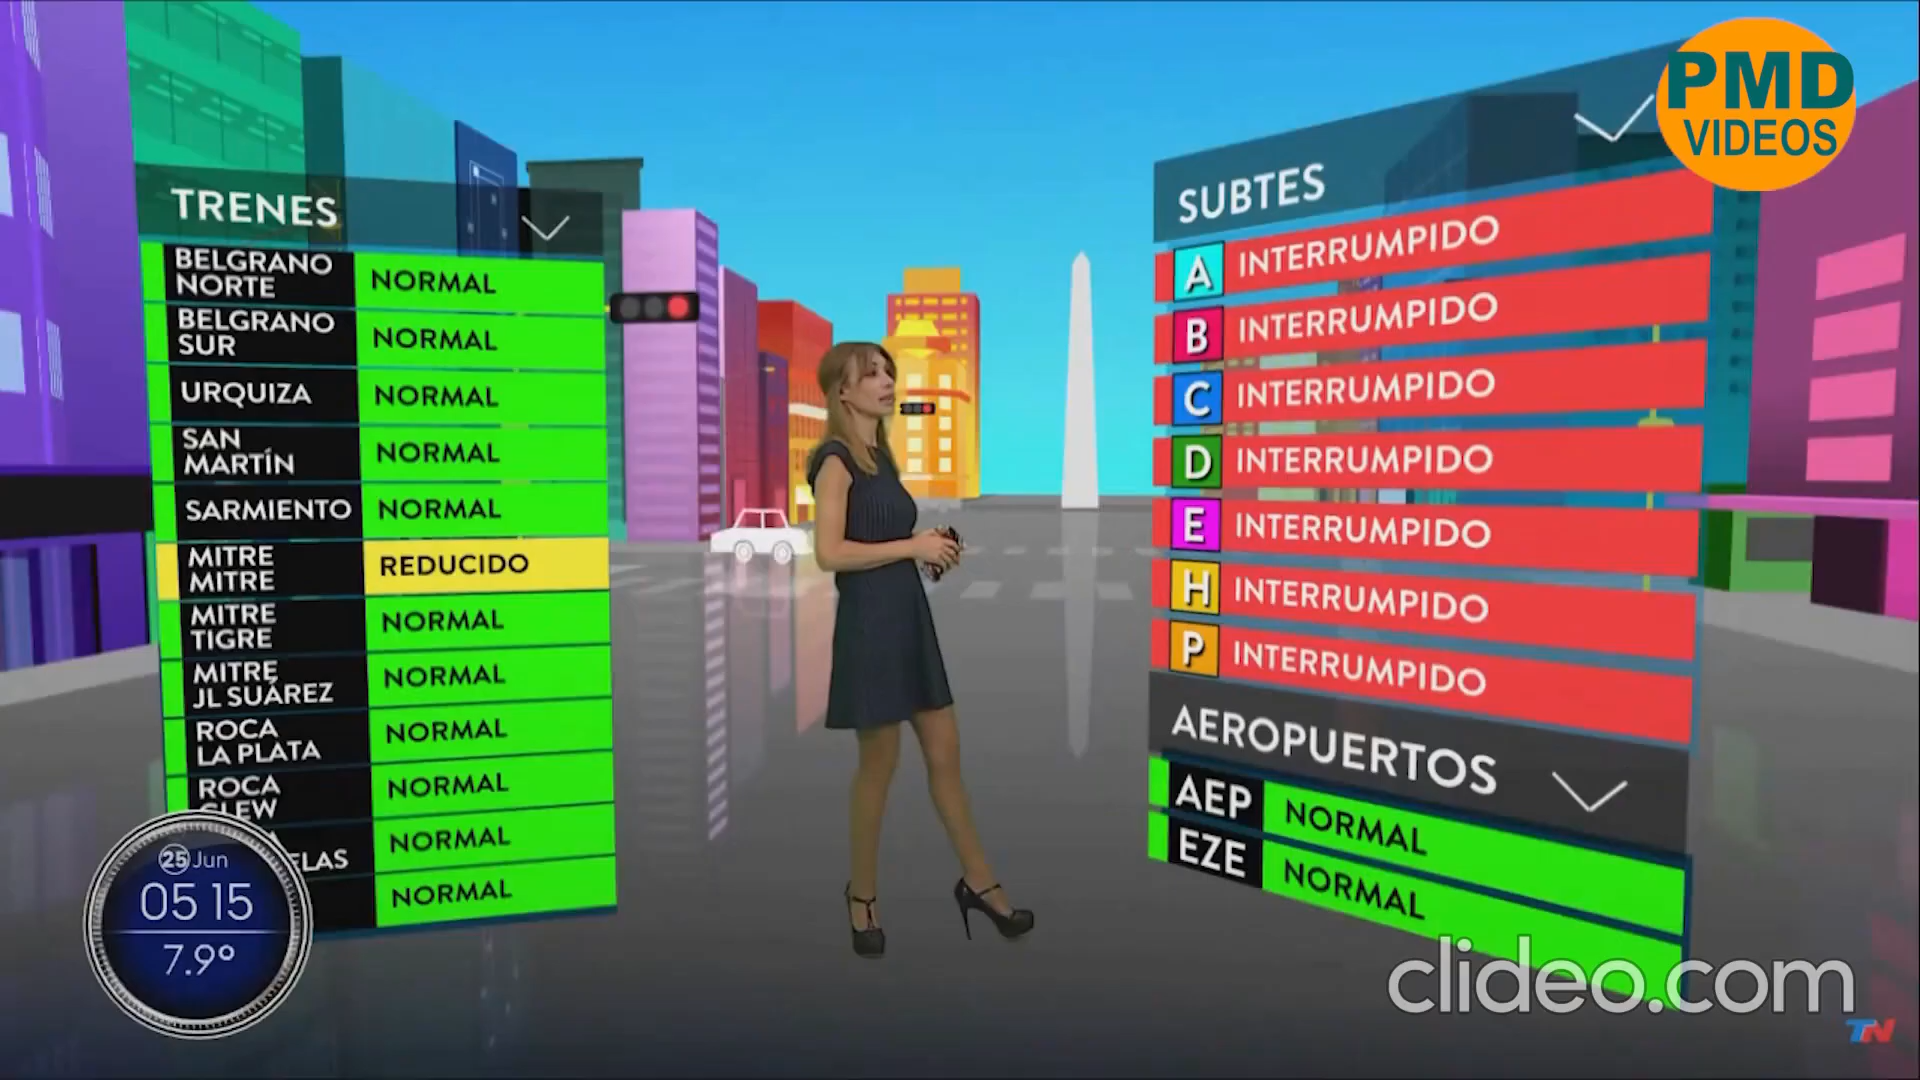 PMD
VIDEOS
TRENES
BELGRANO
NORTE
NORMAL
BELGRANO
SUR
NORMAL
URQUIZA
NORMAL
SAN
MARTÍN
NORMAL
SARMIENTO
NORMAL
MITRE
MITRE
REDUCIDO
MITRE
TIGRE
NORMAL
MITRE
JL SUÁREZ
NORMAL
ROCA
LA PLATA
NORMAL
ROCA
GLEW
NORMAL
ELAS
NORMAL
NORMAL
SUBTES
A INTERRUMPIDO
B INTERRUMPIDO
C INTERRUMPIDO
D INTERRUMPIDO
E INTERRUMPIDO
H INTERRUMPIDO
P INTERRUMPIDO
AEROPUERTOS
AEP NORMAL
EZE NORMAL
25 Jun
05 15
7.9°
clideo.com
TN